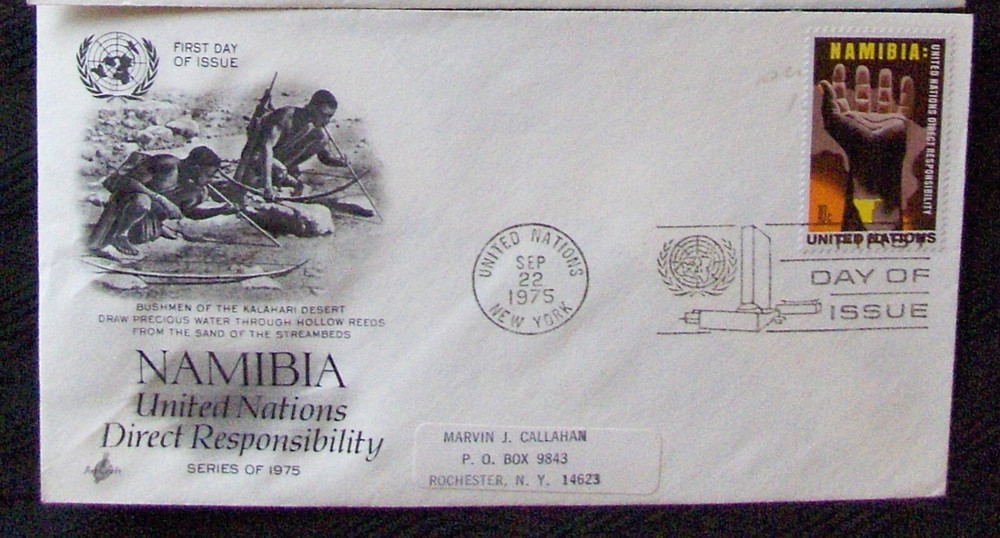 FIRST DAY
OF ISSUE
BUSHMEN OF THE KALAHARI DESERT
DRAW PRECIOUS WATER THROUGH HOLLOW REEDS
FROM THE SAND OF THE STREAMBEDS
NAMIBIA
United Nations
Direct Responsibility
SERIES OF 1975
ArtCraft
UNITED NATIONS
SEP
22
1975
NEW YORK
NAMIBIA:
UNITED NATIONS DIRECT RESPONSIBILITY
UNITED NATIONS
DAY OF
ISSUE
MARVIN J. CALLAHAN
P. O. BOX 9843
ROCHESTER, N. Y. 14623